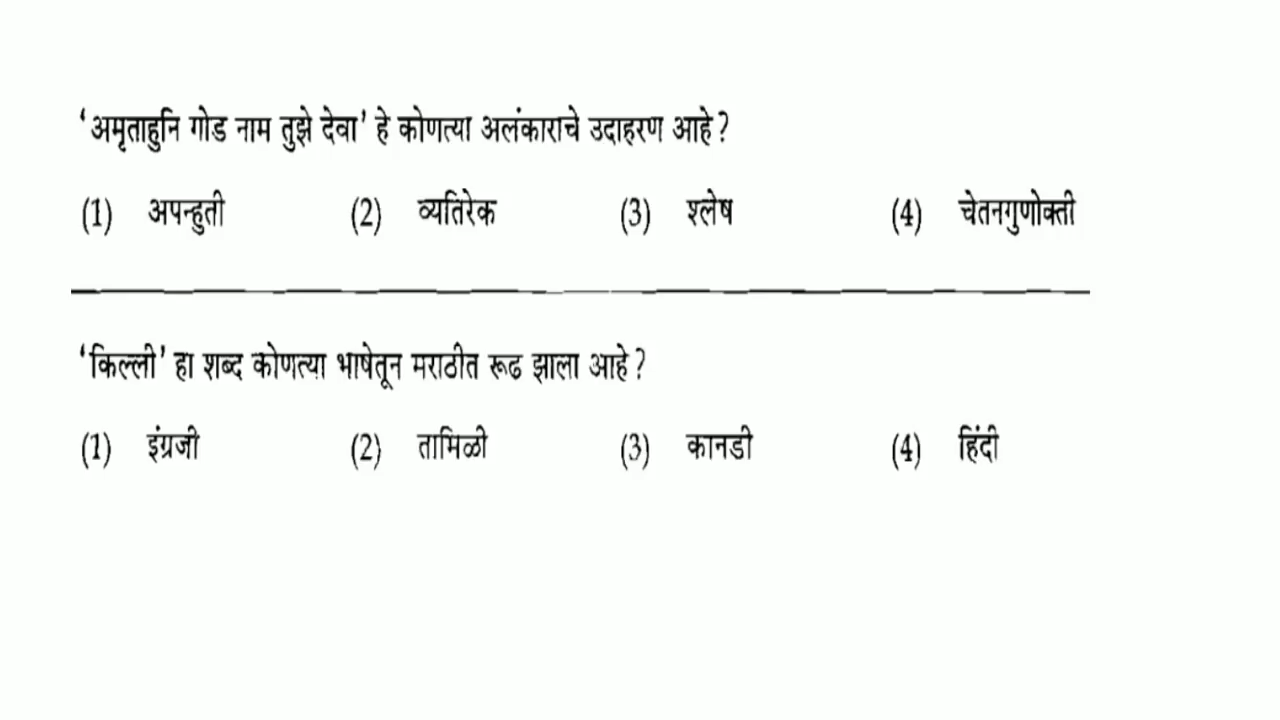 ‘अमृताहुनि गोड नाम तुझे देवा’ हे कोणत्या अलंकाराचे उदाहरण आहे?
(1) अपन्हुती (2) व्यतिरेक (3) श्लेष (4) चेतनगुणोक्ती
‘किल्ली’ हा शब्द कोणत्या भाषेतून मराठीत रूढ झाला आहे?
(1) इंग्रजी (2) तामिळी (3) कानडी (4) हिंदी